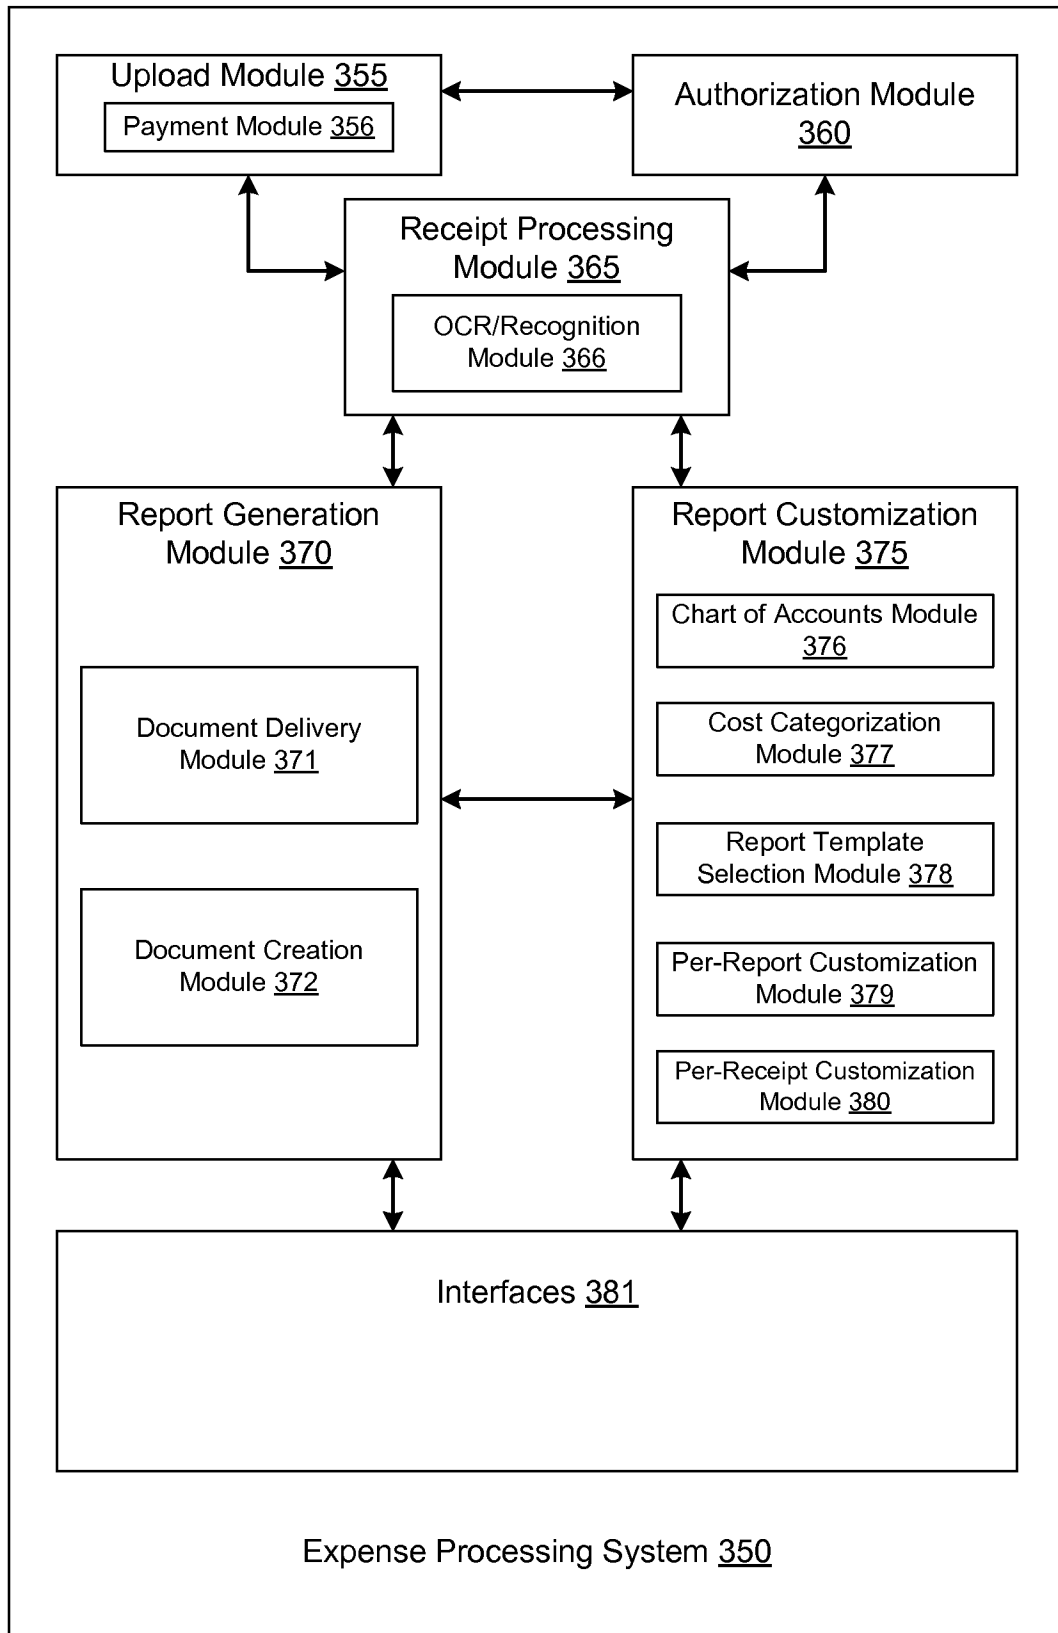 Upload Module 355
Payment Module 356
Authorization Module
360
Receipt Processing
Module 365
OCR/Recognition
Module 366
Report Generation
Module 370
Document Delivery
Module 371
Document Creation
Module 372
Report Customization
Module 375
Chart of Accounts Module
376
Cost Categorization
Module 377
Report Template
Selection Module 378
Per-Report Customization
Module 379
Per-Receipt Customization
Module 380
Interfaces 381
Expense Processing System 350